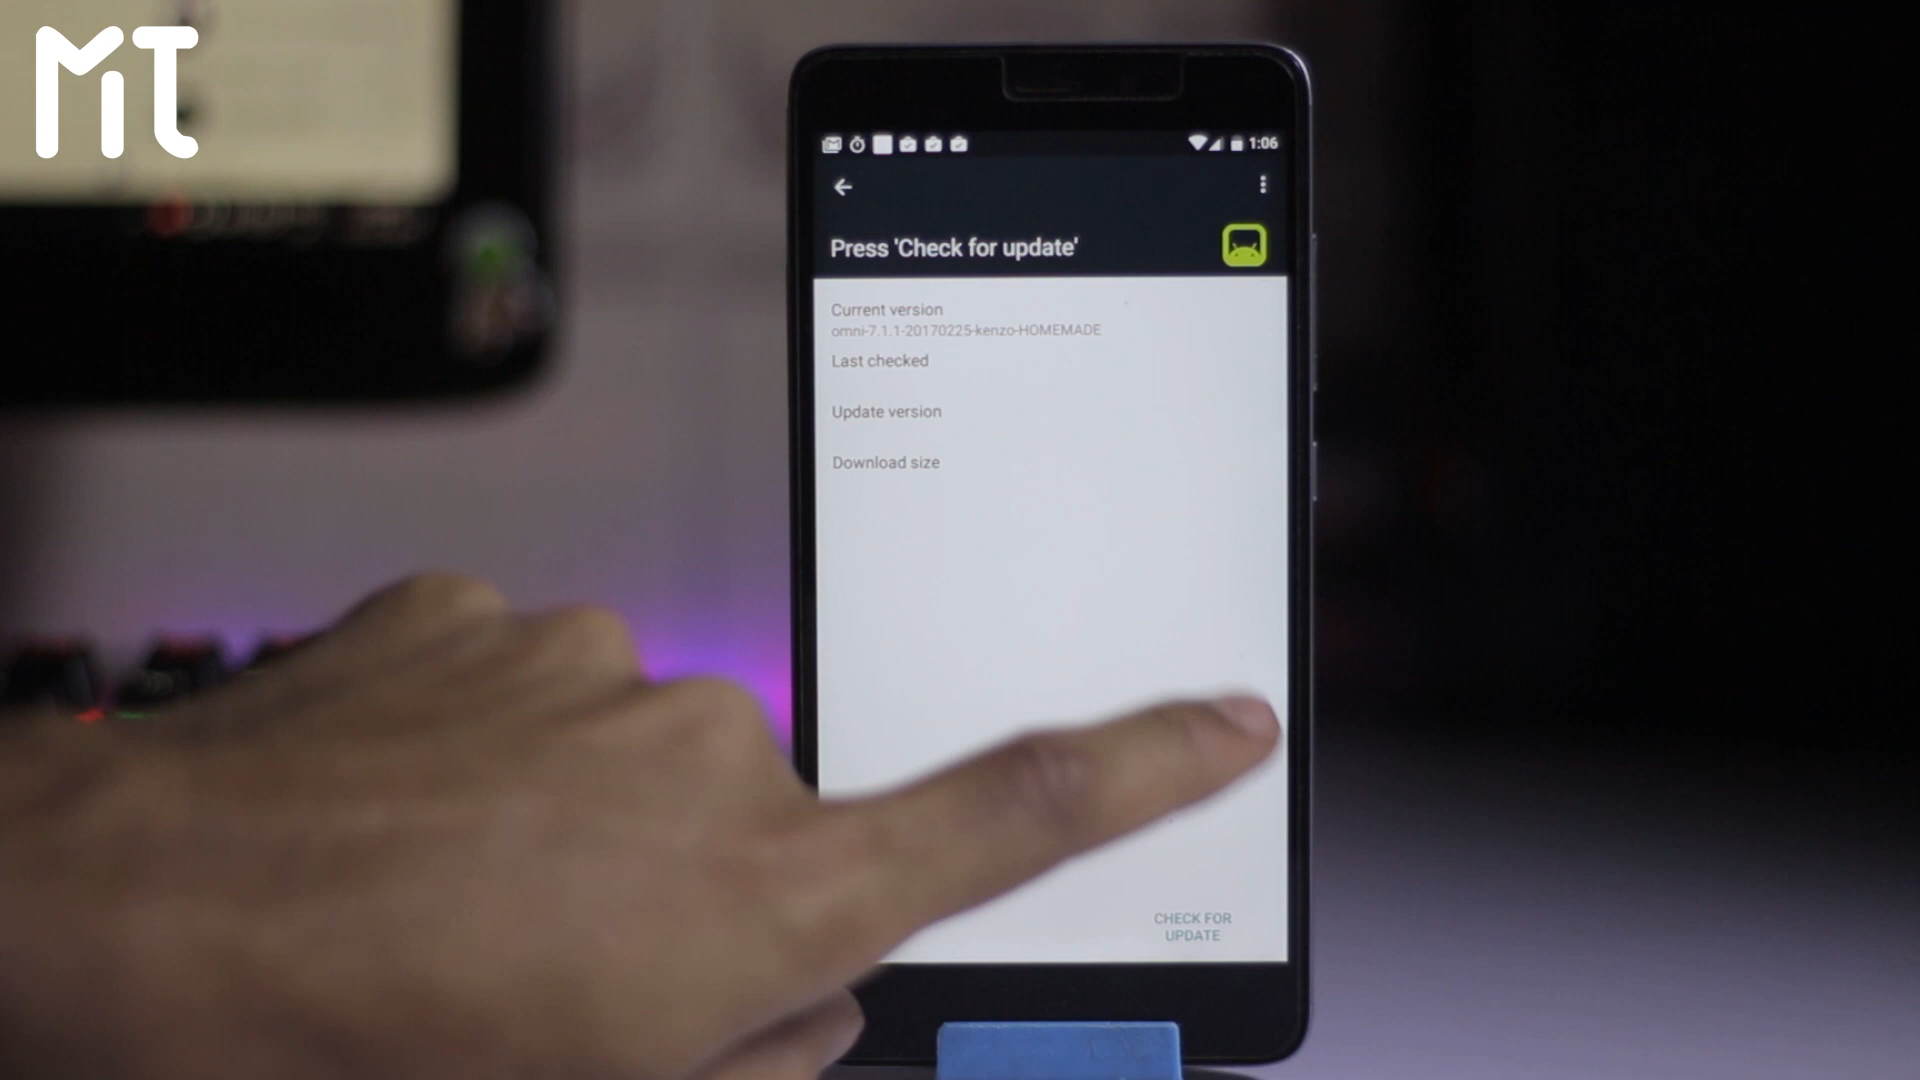 MiT
1:06
Press 'Check for update'
Current version
omni-7.1.1-20170225-kenzo-HOMEMADE
Last checked
Update version
Download size
CHECK FOR
UPDATE